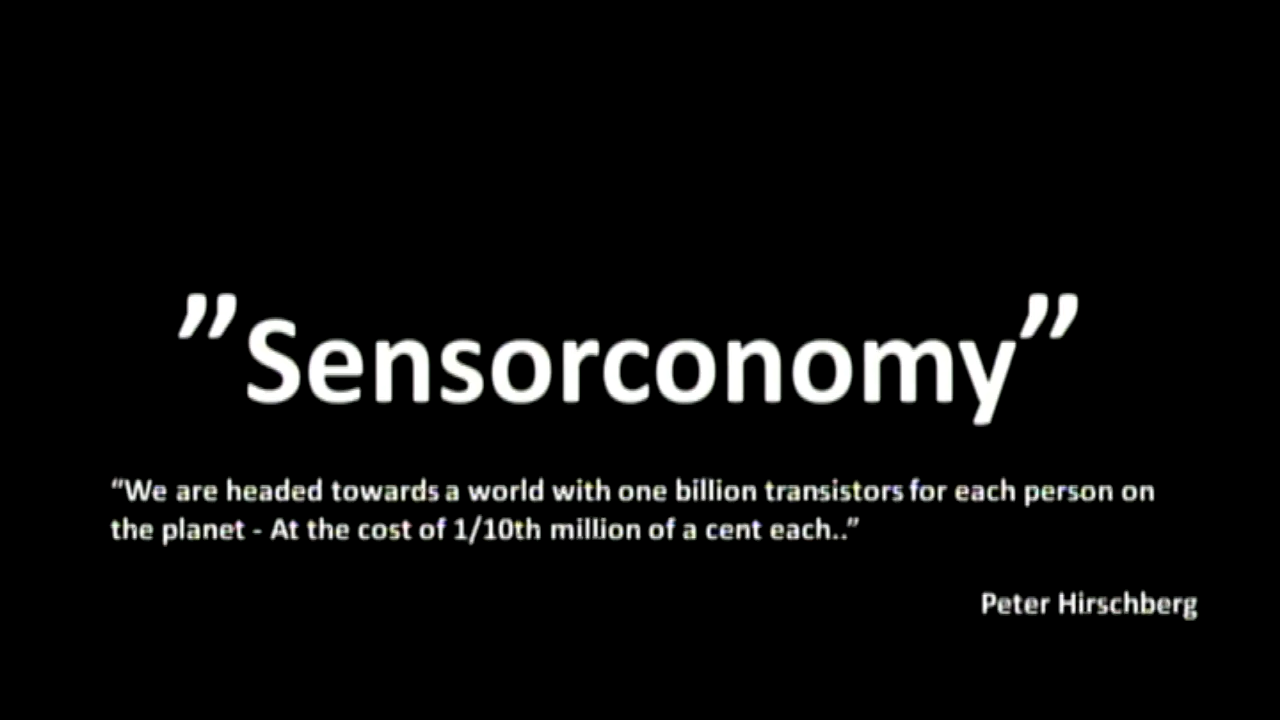 ”Sensorconomy”
“We are headed towards a world with one billion transistors for each person on
the planet - At the cost of 1/10th million of a cent each..”
Peter Hirschberg